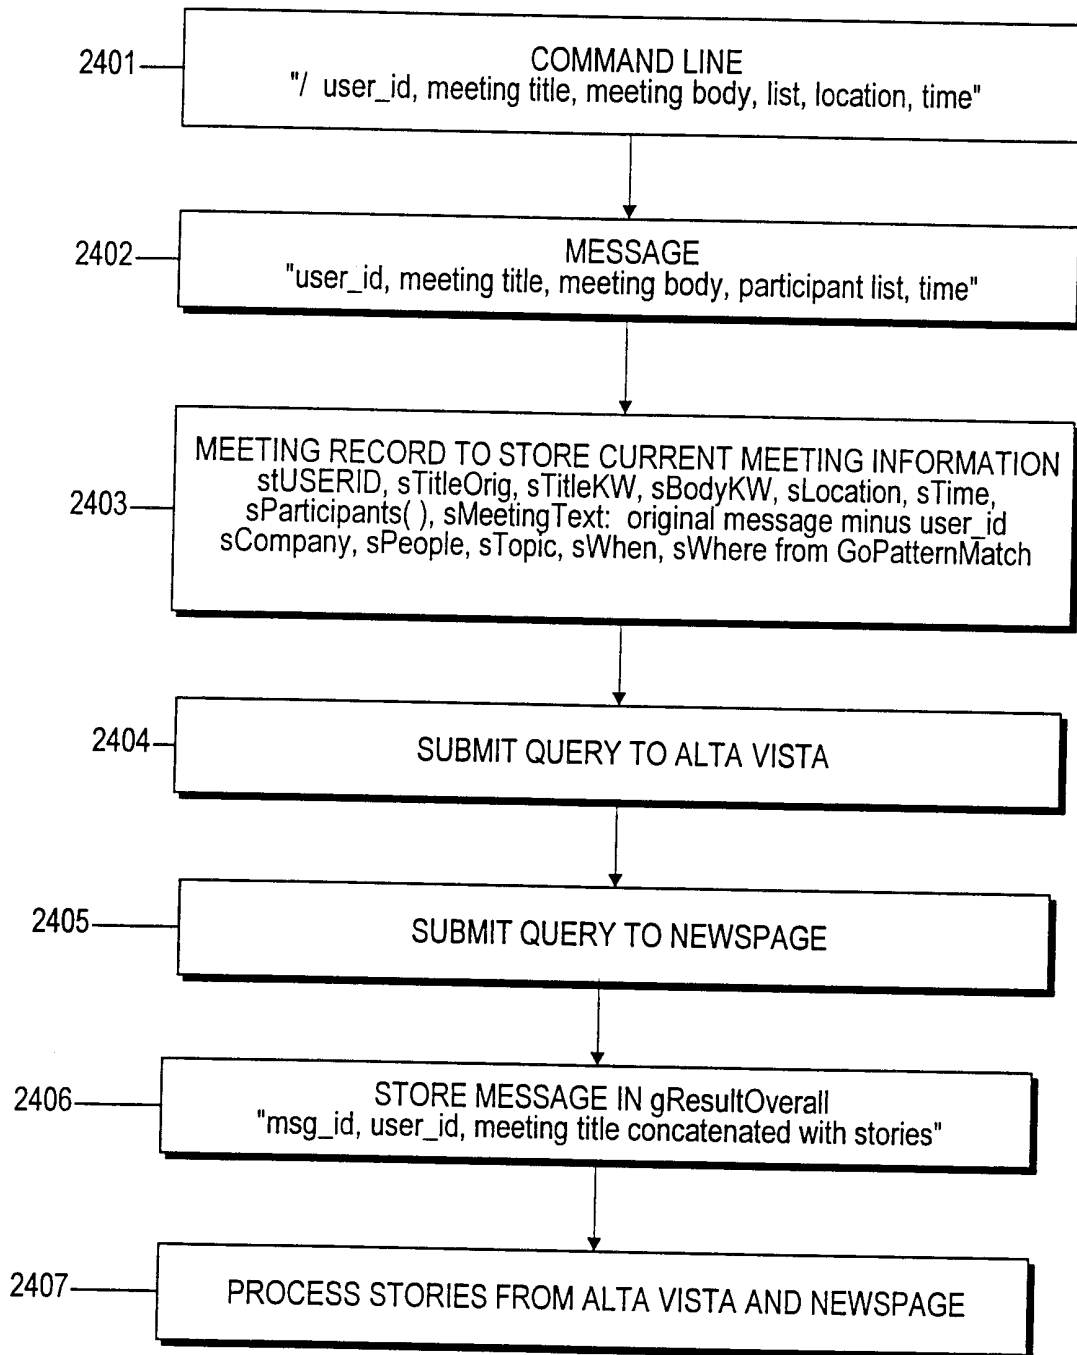 2401
COMMAND LINE
"/ user_id, meeting title, meeting body, list, location, time"
2402
MESSAGE
"user_id, meeting title, meeting body, participant list, time"
2403
MEETING RECORD TO STORE CURRENT MEETING INFORMATION
stUSERID, sTitleOrig, sTitleKW, sBodyKW, sLocation, sTime,
sParticipants( ), sMeetingText: original message minus user_id
sCompany, sPeople, sTopic, sWhen, sWhere from GoPatternMatch
2404
SUBMIT QUERY TO ALTA VISTA
2405
SUBMIT QUERY TO NEWSPAGE
2406
STORE MESSAGE IN gResultOverall
"msg_id, user_id, meeting title concatenated with stories"
2407
PROCESS STORIES FROM ALTA VISTA AND NEWSPAGE